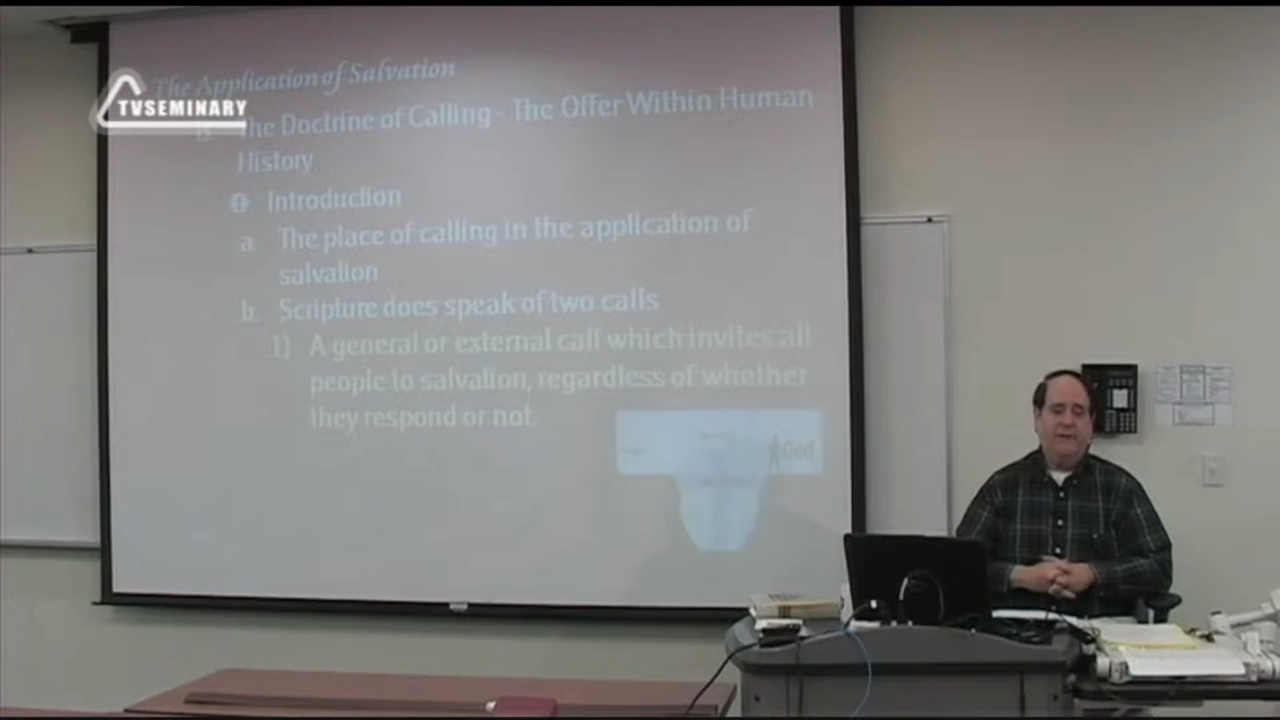 The Application of Salvation
TVSEMINARY
The Doctrine of Calling - The Offer Within Human
History
Introduction
a. The place of calling in the application of
salvation
b. Scripture does speak of two calls
1) A general or external call which invites all
people to salvation, regardless of whether
they respond or not.
God